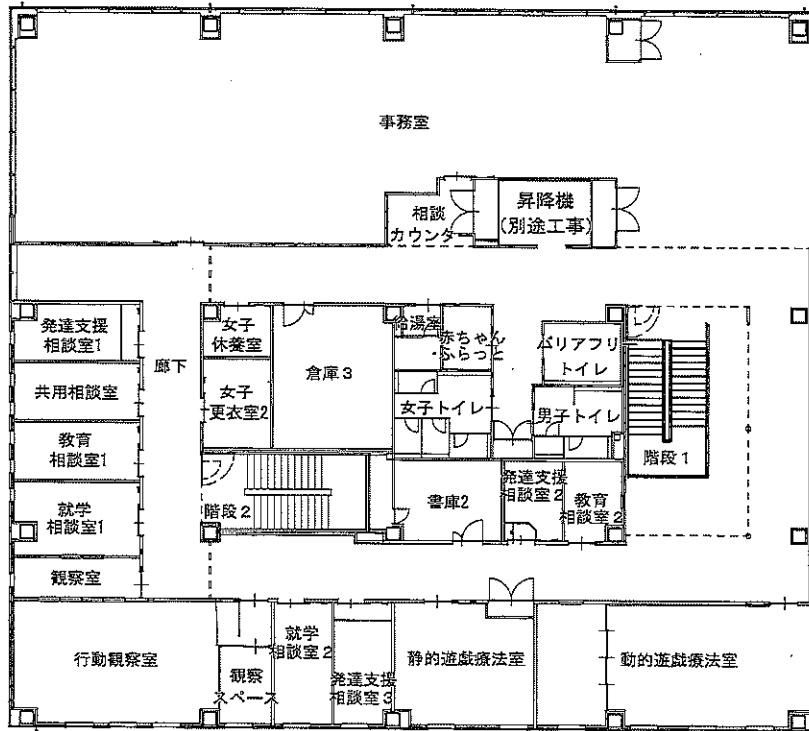 事務室
昇降機
(別途工事)
相談
カウンター
発達支援
相談室1
廊下
女子
休養室
倉庫3
給湯室
赤ちゃん
ふらっと
バリアフリ
トイレ
共用相談室
女子
更衣室2
女子トイレ
男子トイレ
教育
相談室1
階段1
就学
相談室1
階段2
書庫2
発達支援
相談室2
教育
相談室2
観察室
行動観察室
観察
スペース
就学
相談室2
発達支援
相談室3
静的遊戯療法室
動的遊戯療法室